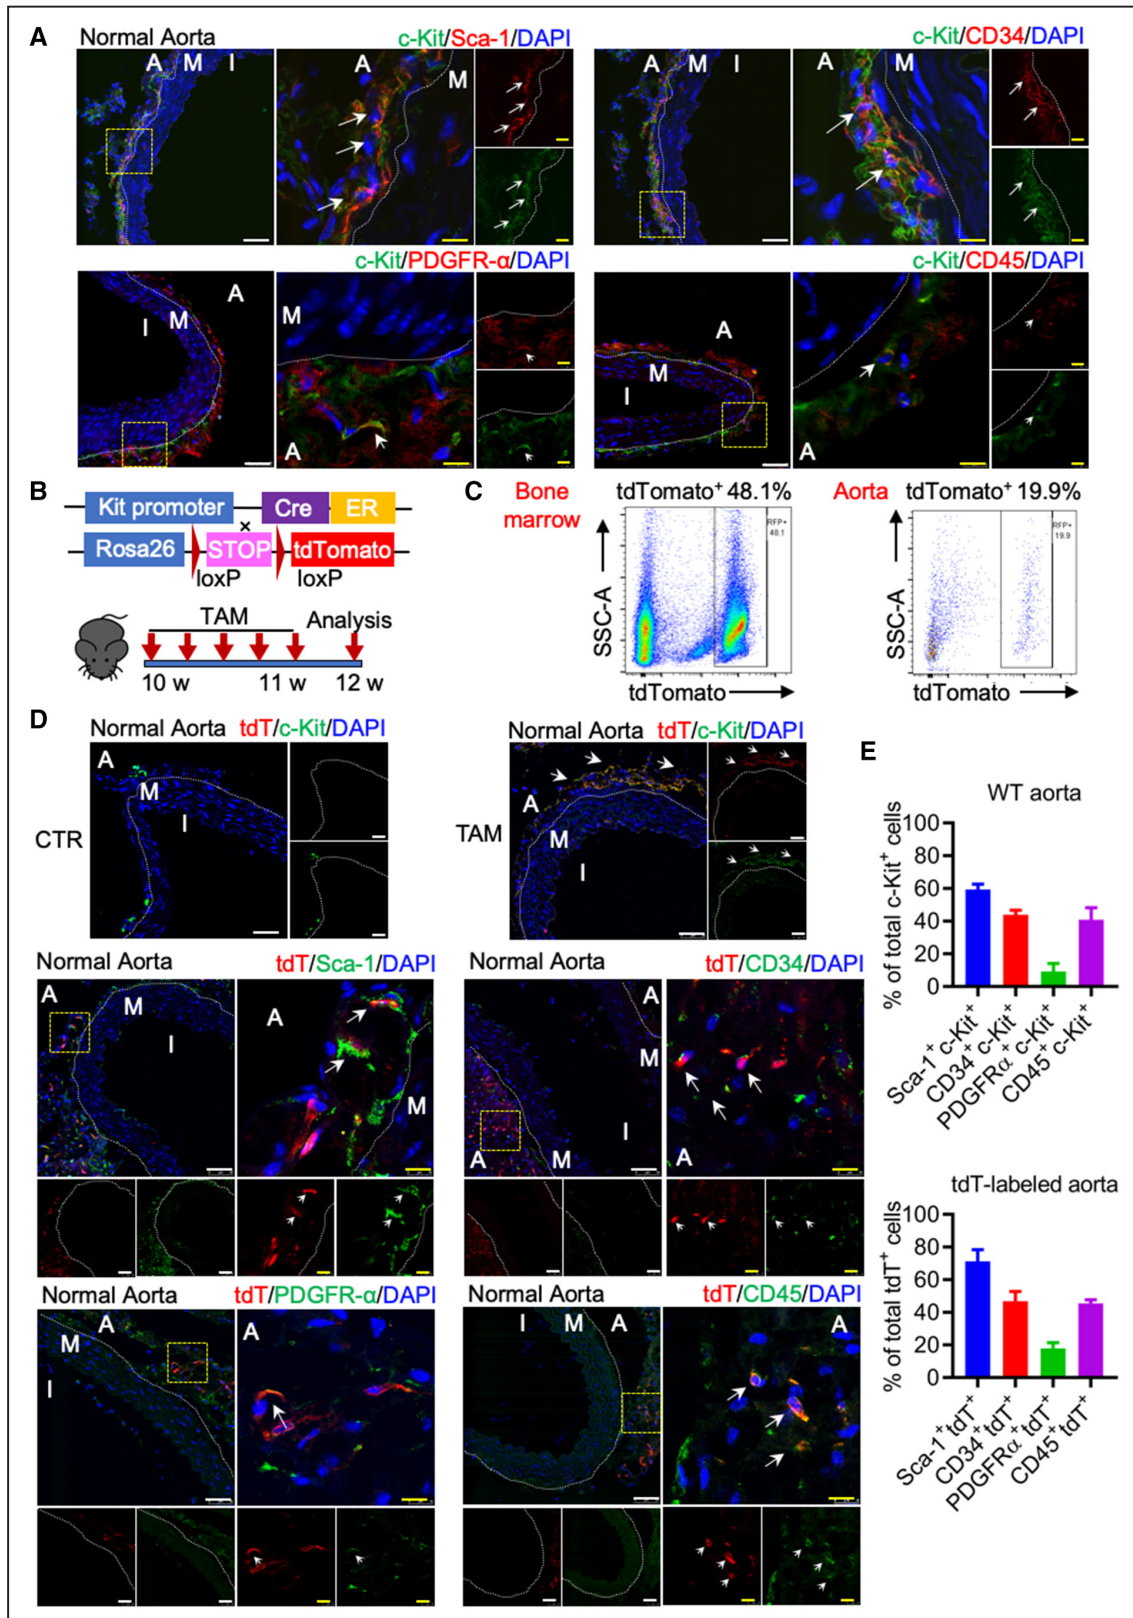 A
Normal Aorta
c-Kit/Sca-1/DAPI
A M I
A
M
c-Kit/CD34/DAPI
A M I
A
M
c-Kit/PDGFR-α/DAPI
A
I M
M
A
c-Kit/CD45/DAPI
A
M
I
A
B
Kit promoter
Cre
ER
×
Rosa26
STOP
tdTomato
loxP
loxP
TAM
Analysis
10 w
11 w
12 w
C
Bone marrow
tdTomato⁺ 48.1%
RFP+
48.1
SSC-A
tdTomato
Aorta
tdTomato⁺ 19.9%
RFP+
19.9
SSC-A
tdTomato
D
Normal Aorta tdT/c-Kit/DAPI
CTR
A
M
I
Normal Aorta tdT/c-Kit/DAPI
TAM
A
M
I
Normal Aorta
tdT/Sca-1/DAPI
A
M
I
A
M
Normal Aorta
tdT/CD34/DAPI
A
M
I
A
M
A
Normal Aorta
tdT/PDGFR-α/DAPI
A
M
I
A
Normal Aorta
tdT/CD45/DAPI
I M A
A
E
WT aorta
% of total c-Kit⁺ cells
100
80
60
40
20
0
Sca-1⁺ c-Kit⁺
CD34⁺ c-Kit⁺
PDGFRα⁺ c-Kit⁺
CD45⁺ c-Kit⁺
tdT-labeled aorta
% of total tdT⁺ cells
100
80
60
40
20
0
Sca-1⁺tdT⁺
CD34⁺tdT⁺
PDGFRα⁺tdT⁺
CD45⁺tdT⁺